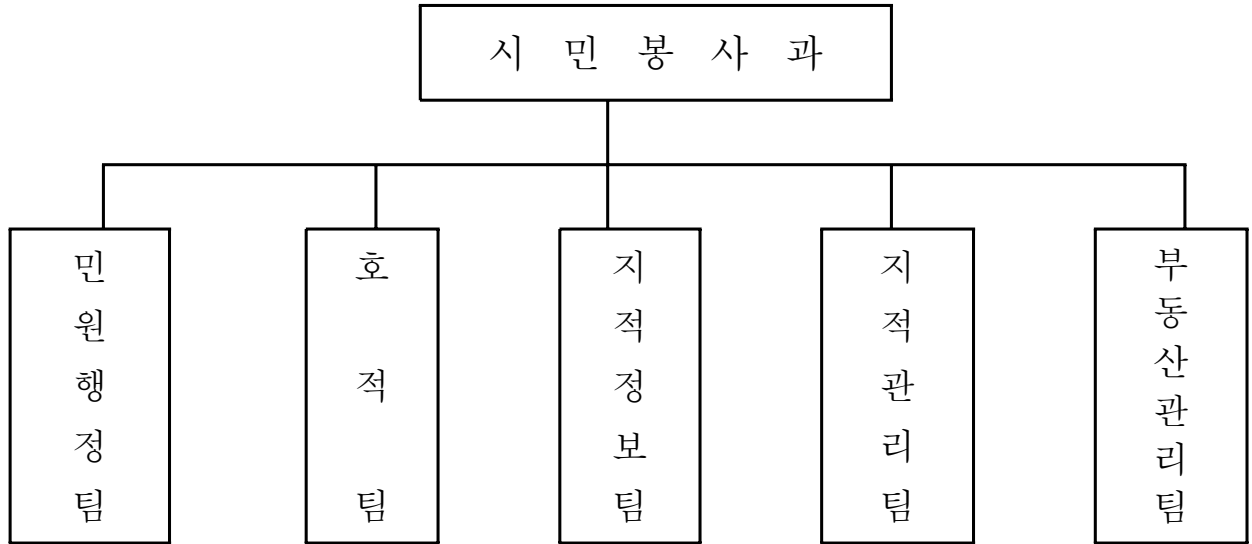 시 민 봉 사 과
민원행정팀
호적팀
지적정보팀
지적관리팀
부동산관리팀